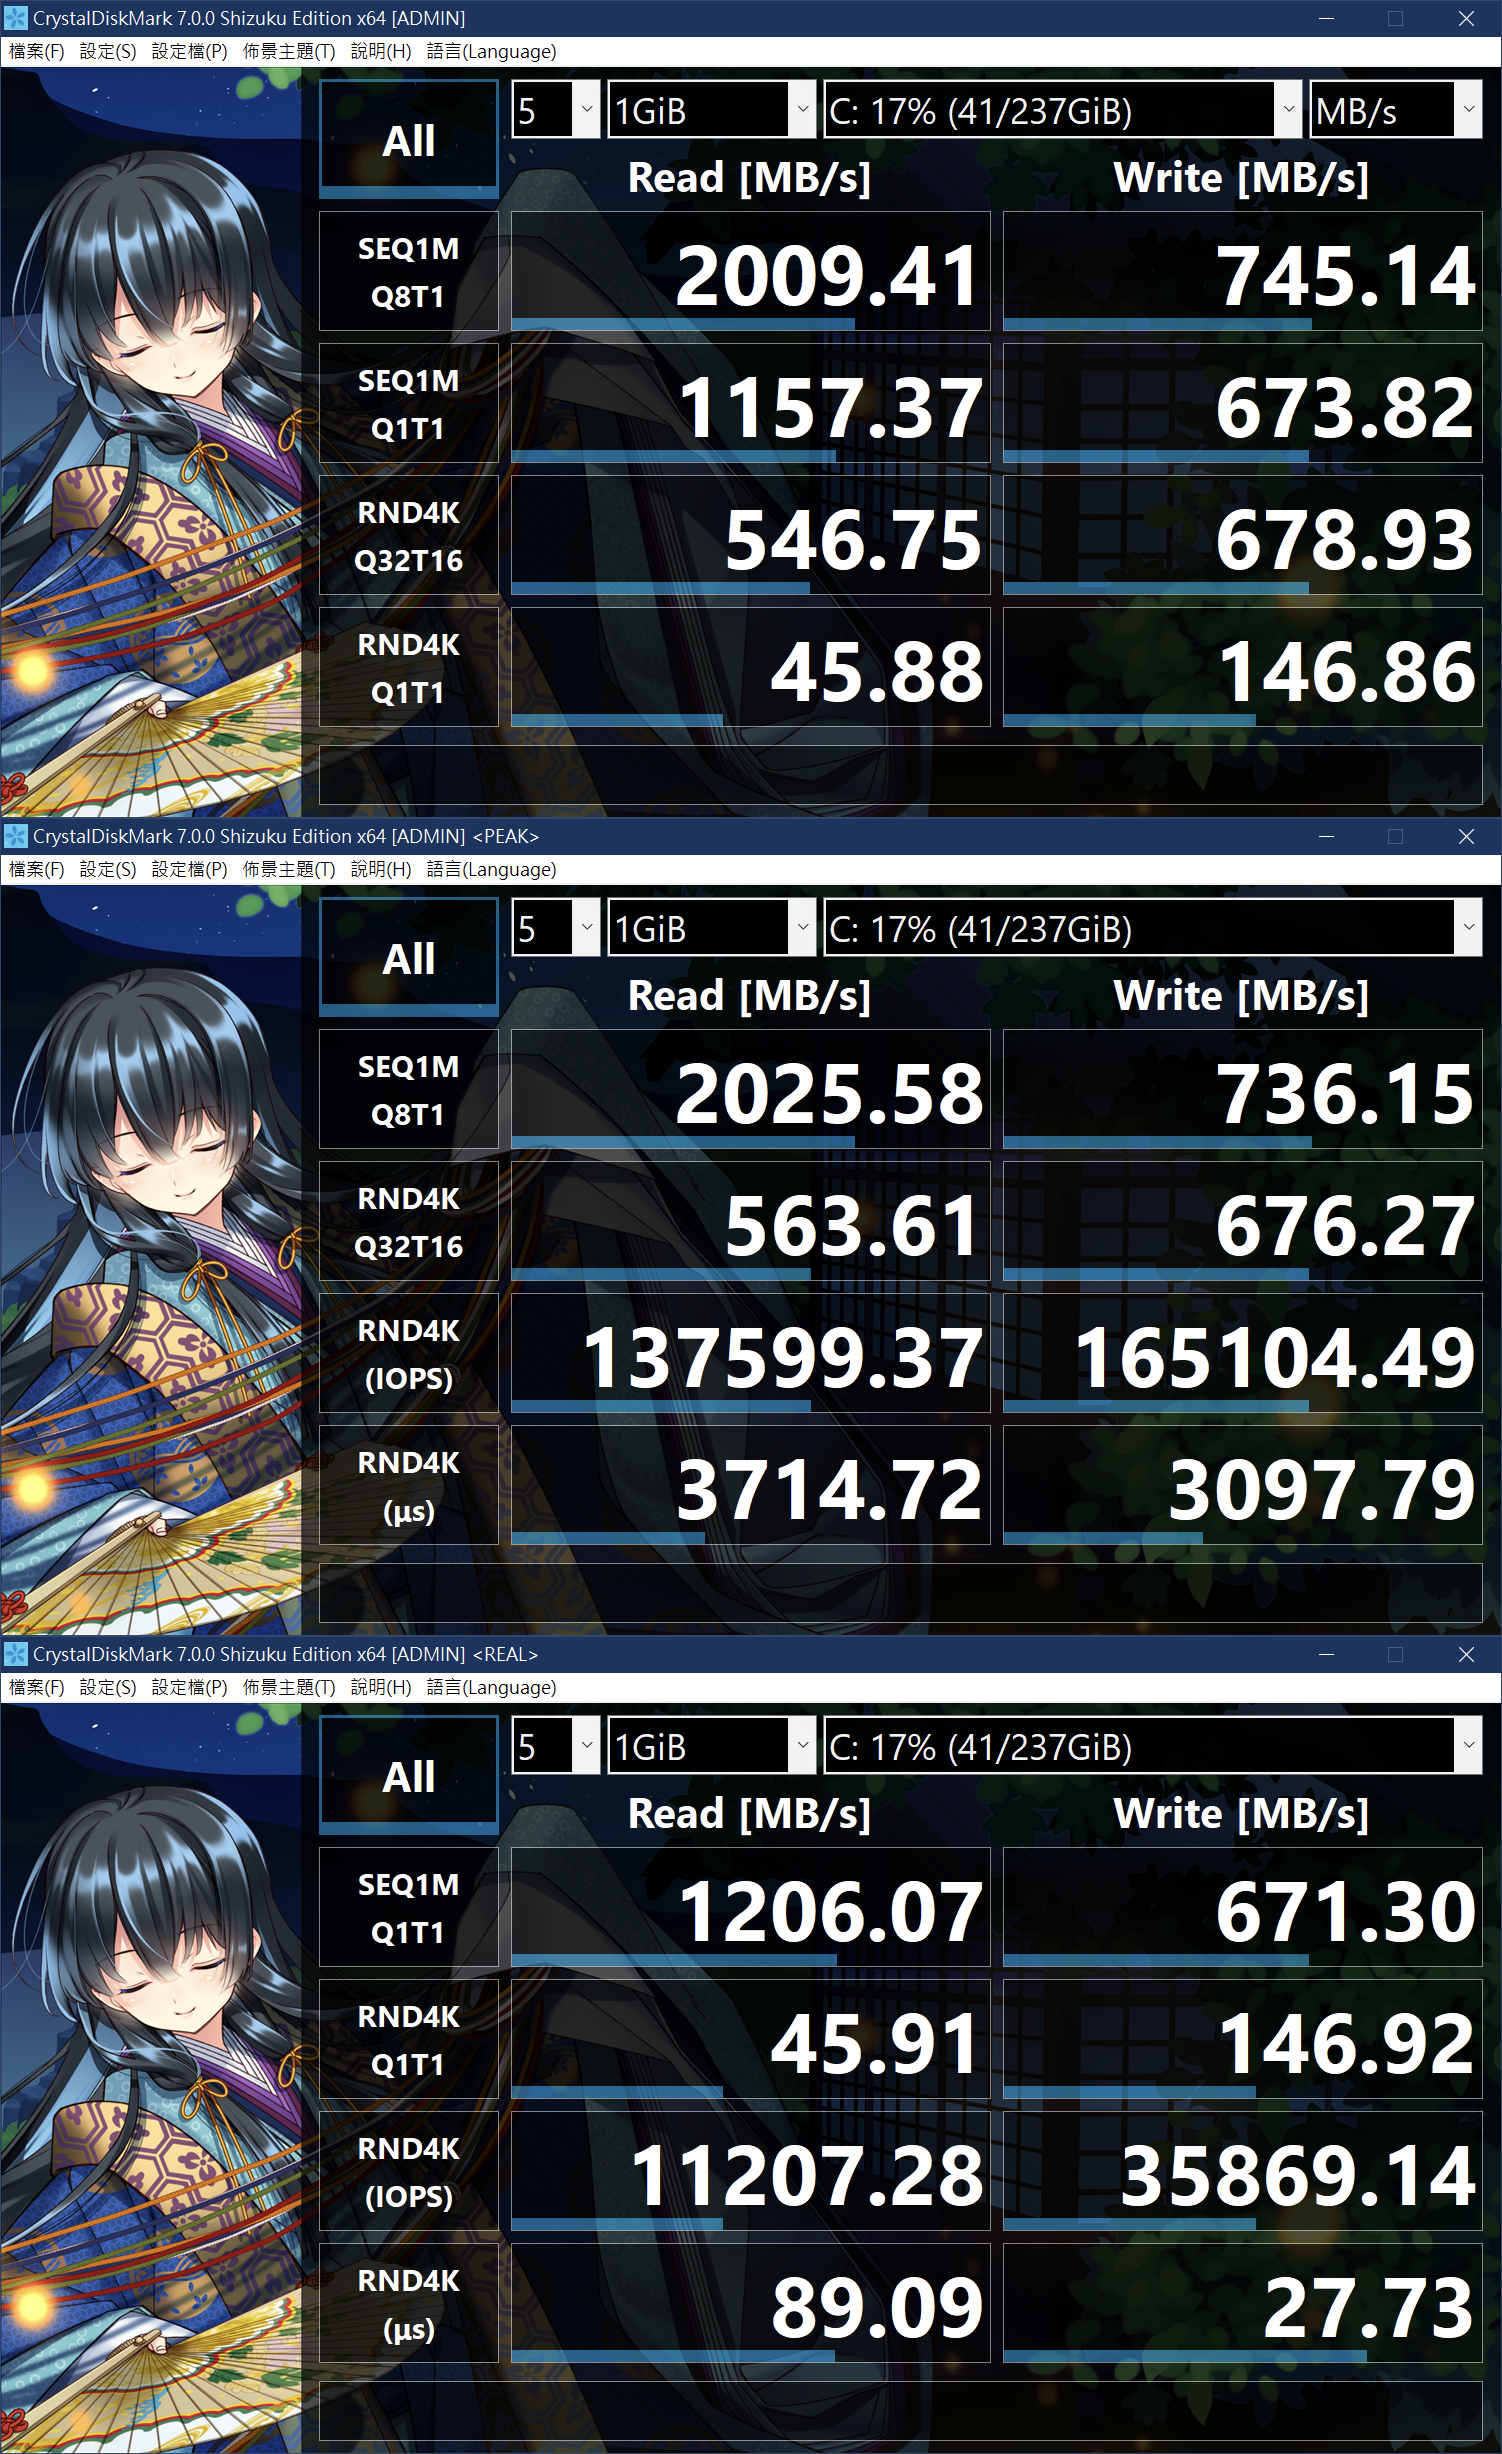 CrystalDiskMark 7.0.0 Shizuku Edition x64 [ADMIN]
檔案(F) 設定(S) 設定檔(P) 佈景主題(T) 說明(H) 語言(Language)
All 5 1GiB C: 17% (41/237GiB) MB/s
Read [MB/s] Write [MB/s]
SEQ1M
Q8T1
2009.41 745.14
SEQ1M
Q1T1
1157.37 673.82
RND4K
Q32T16
546.75 678.93
RND4K
Q1T1
45.88 146.86
CrystalDiskMark 7.0.0 Shizuku Edition x64 [ADMIN] <PEAK>
檔案(F) 設定(S) 設定檔(P) 佈景主題(T) 說明(H) 語言(Language)
All 5 1GiB C: 17% (41/237GiB)
Read [MB/s] Write [MB/s]
SEQ1M
Q8T1
2025.58 736.15
RND4K
Q32T16
563.61 676.27
RND4K
(IOPS)
137599.37 165104.49
RND4K
(μs)
3714.72 3097.79
CrystalDiskMark 7.0.0 Shizuku Edition x64 [ADMIN] <REAL>
檔案(F) 設定(S) 設定檔(P) 佈景主題(T) 說明(H) 語言(Language)
All 5 1GiB C: 17% (41/237GiB)
Read [MB/s] Write [MB/s]
SEQ1M
Q1T1
1206.07 671.30
RND4K
Q1T1
45.91 146.92
RND4K
(IOPS)
11207.28 35869.14
RND4K
(μs)
89.09 27.73